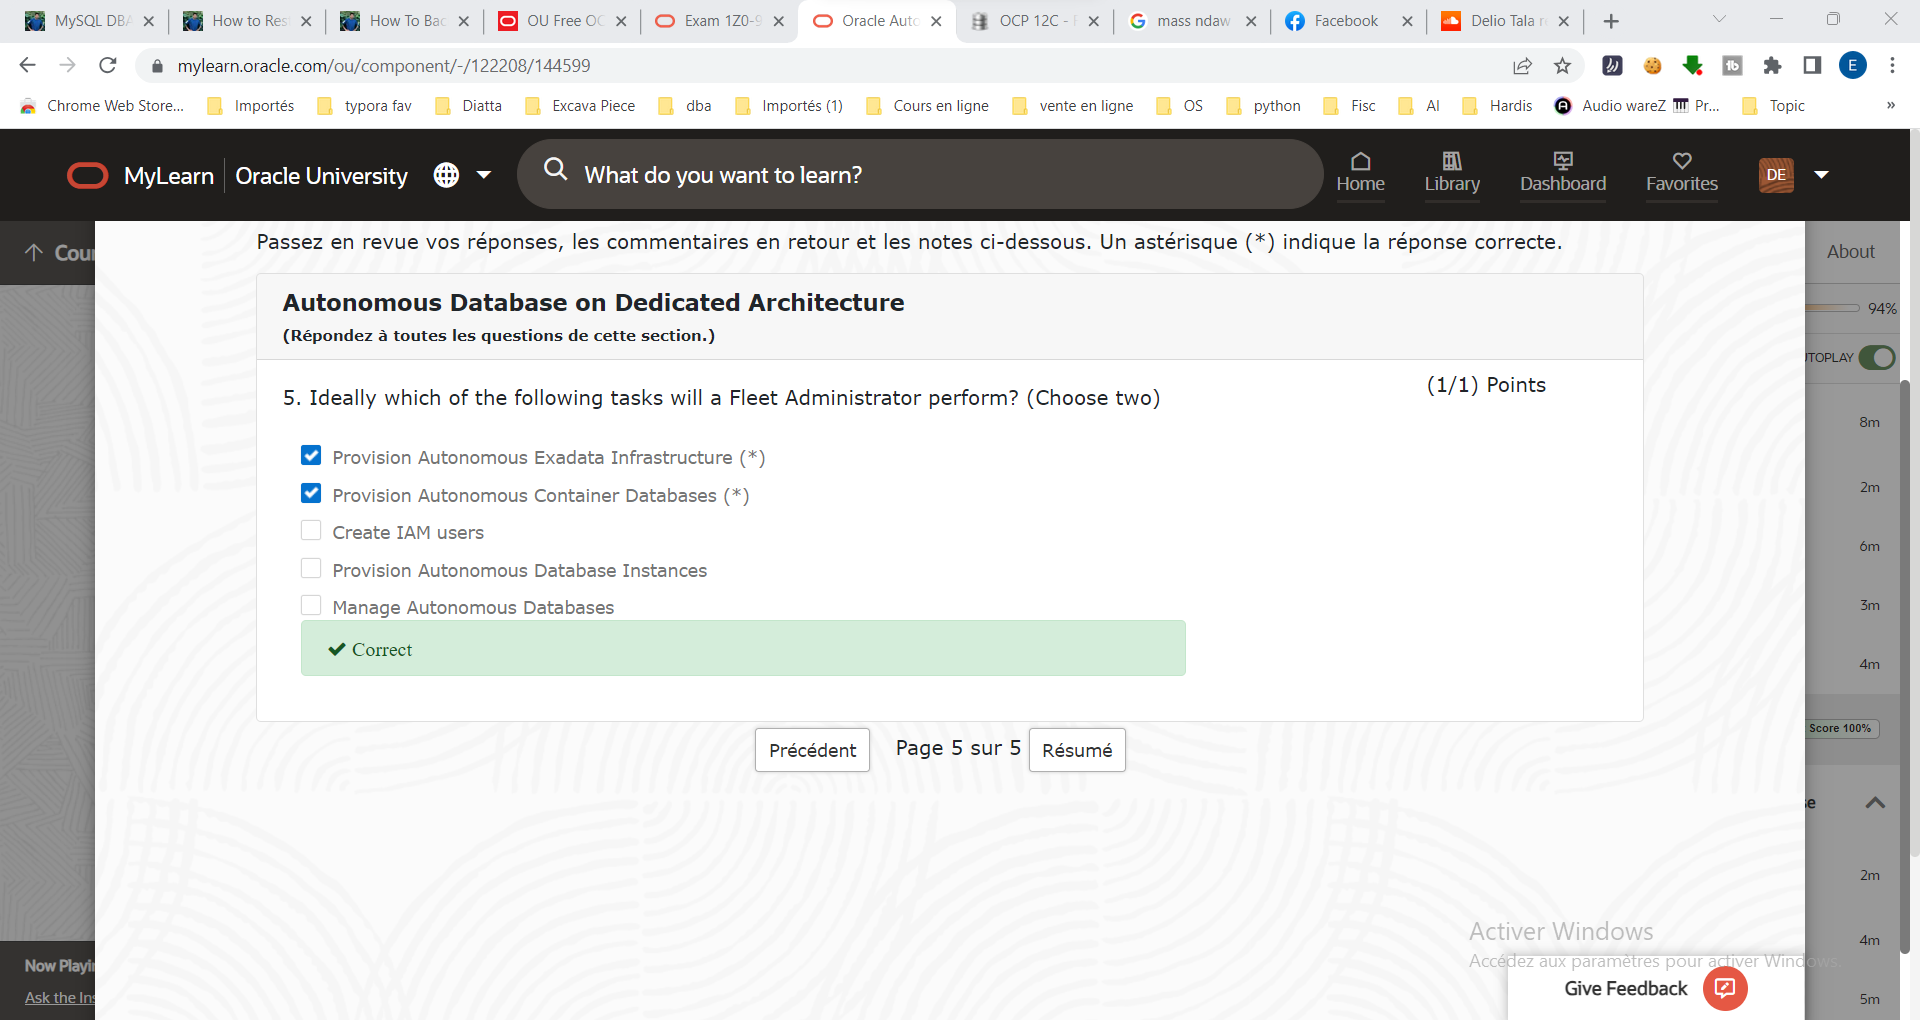 MySQL DBA
How to Res
How To Bac
OU Free OC
Exam 1Z0-9
Oracle Auto
OCP 12C - F
mass ndaw
Facebook
Delio Tala r
mylearn.oracle.com/ou/component/-/122208/144599
E
Chrome Web Store...
Importés
typora fav
Diatta
Excava Piece
dba
Importés (1)
Cours en ligne
vente en ligne
OS
python
Fisc
AI
Hardis
Audio wareZ
Pr...
Topic
»
MyLearn
Oracle University
What do you want to learn?
Home
Library
Dashboard
Favorites
DE
Cour
About
Passez en revue vos réponses, les commentaires en retour et les notes ci-dessous. Un astérisque (*) indique la réponse correcte.
Autonomous Database on Dedicated Architecture
(Répondez à toutes les questions de cette section.)
94%
TOPLAY
5. Ideally which of the following tasks will a Fleet Administrator perform? (Choose two)
(1/1) Points
8m
Provision Autonomous Exadata Infrastructure (*)
Provision Autonomous Container Databases (*)
2m
Create IAM users
6m
Provision Autonomous Database Instances
Manage Autonomous Databases
3m
Correct
4m
Score 100%
Précédent
Page 5 sur 5
Résumé
se
2m
Activer Windows
4m
Accédez aux paramètres pour activer Windows.
Now Playi
Give Feedback
Ask the Ins
5m